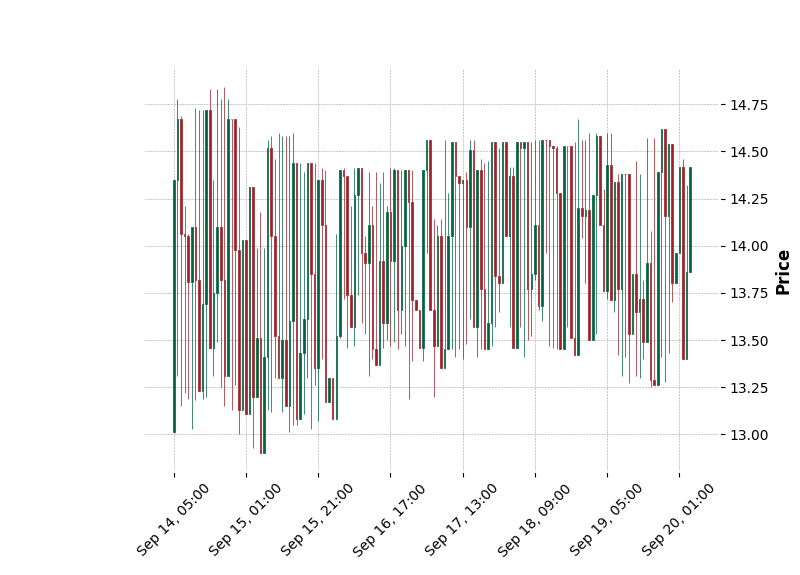 14.75
14.50
14.25
14.00
13.75
13.50
13.25
13.00
Price
Sep 14, 05:00
Sep 15, 01:00
Sep 15, 21:00
Sep 16, 17:00
Sep 17, 13:00
Sep 18, 09:00
Sep 19, 05:00
Sep 20, 01:00